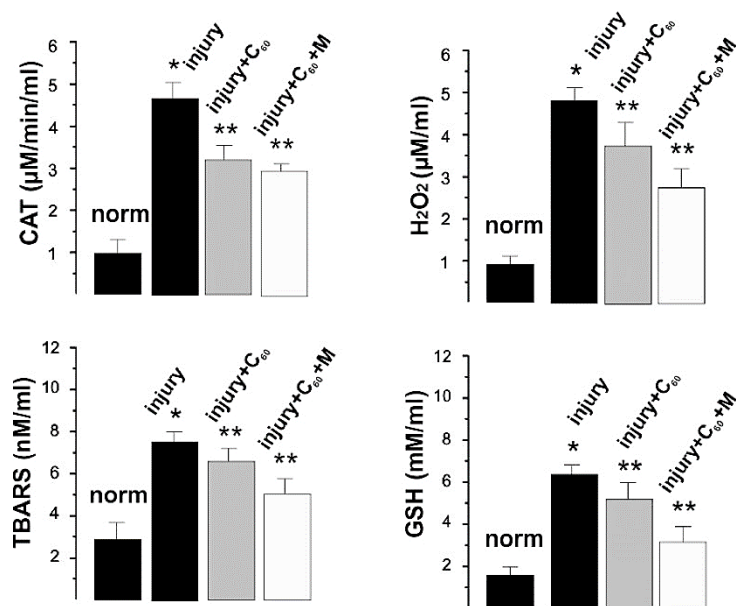 CAT (µM/min/ml)
6
5
4
3
2
1
norm
*
injury
**
injury+C₆₀
**
injury+C₆₀+M
H₂O₂ (µM/ml)
6
5
4
3
2
1
norm
*
injury
**
injury+C₆₀
**
injury+C₆₀+M
TBARS (nM/ml)
12
10
8
6
4
2
norm
*
injury
**
injury+C₆₀
**
injury+C₆₀+M
GSH (mM/ml)
12
10
8
6
4
2
norm
*
injury
**
injury+C₆₀
**
injury+C₆₀+M